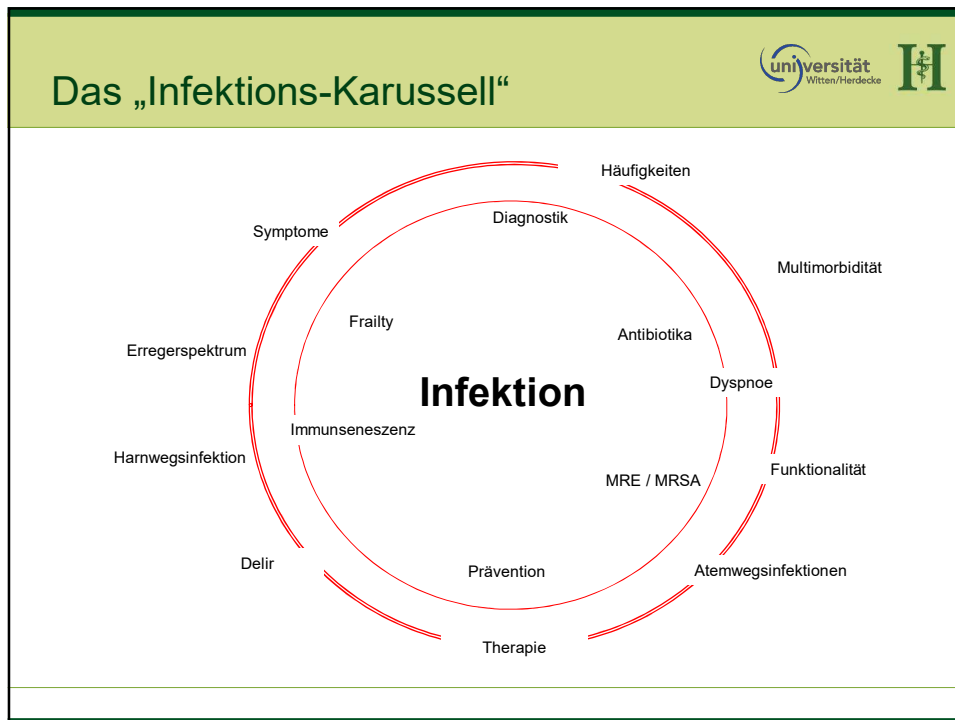 Das „Infektions-Karussell“
universität
Witten/Herdecke
H
Häufigkeiten
Diagnostik
Symptome
Multimorbidität
Frailty
Antibiotika
Erregerspektrum
Dyspnoe
Infektion
Immunseneszenz
Harnwegsinfektion
Funktionalität
MRE / MRSA
Delir
Prävention
Atemwegsinfektionen
Therapie